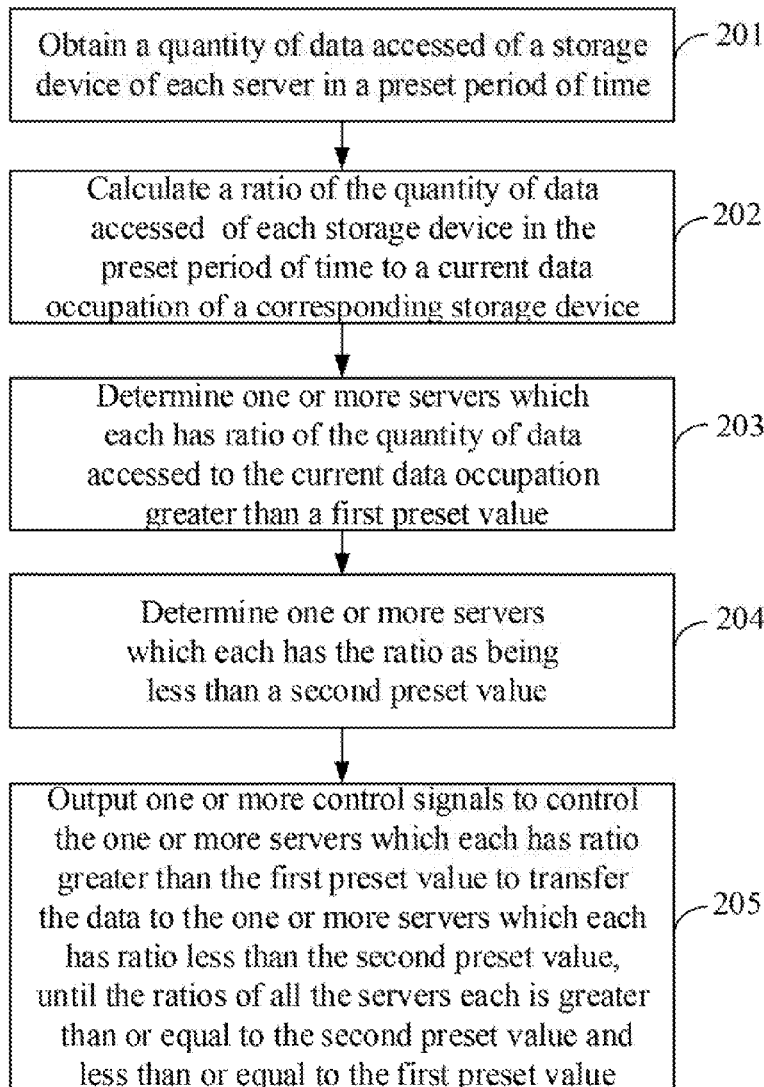 Obtain a quantity of data accessed of a storage
device of each server in a preset period of time
201
Calculate a ratio of the quantity of data
accessed of each storage device in the
preset period of time to a current data
occupation of a corresponding storage device
202
Determine one or more servers which
each has ratio of the quantity of data
accessed to the current data occupation
greater than a first preset value
203
Determine one or more servers
which each has the ratio as being
less than a second preset value
204
Output one or more control signals to control
the one or more servers which each has ratio
greater than the first preset value to transfer
the data to the one or more servers which each
has ratio less than the second preset value,
until the ratios of all the servers each is greater
than or equal to the second preset value and
less than or equal to the first preset value
205